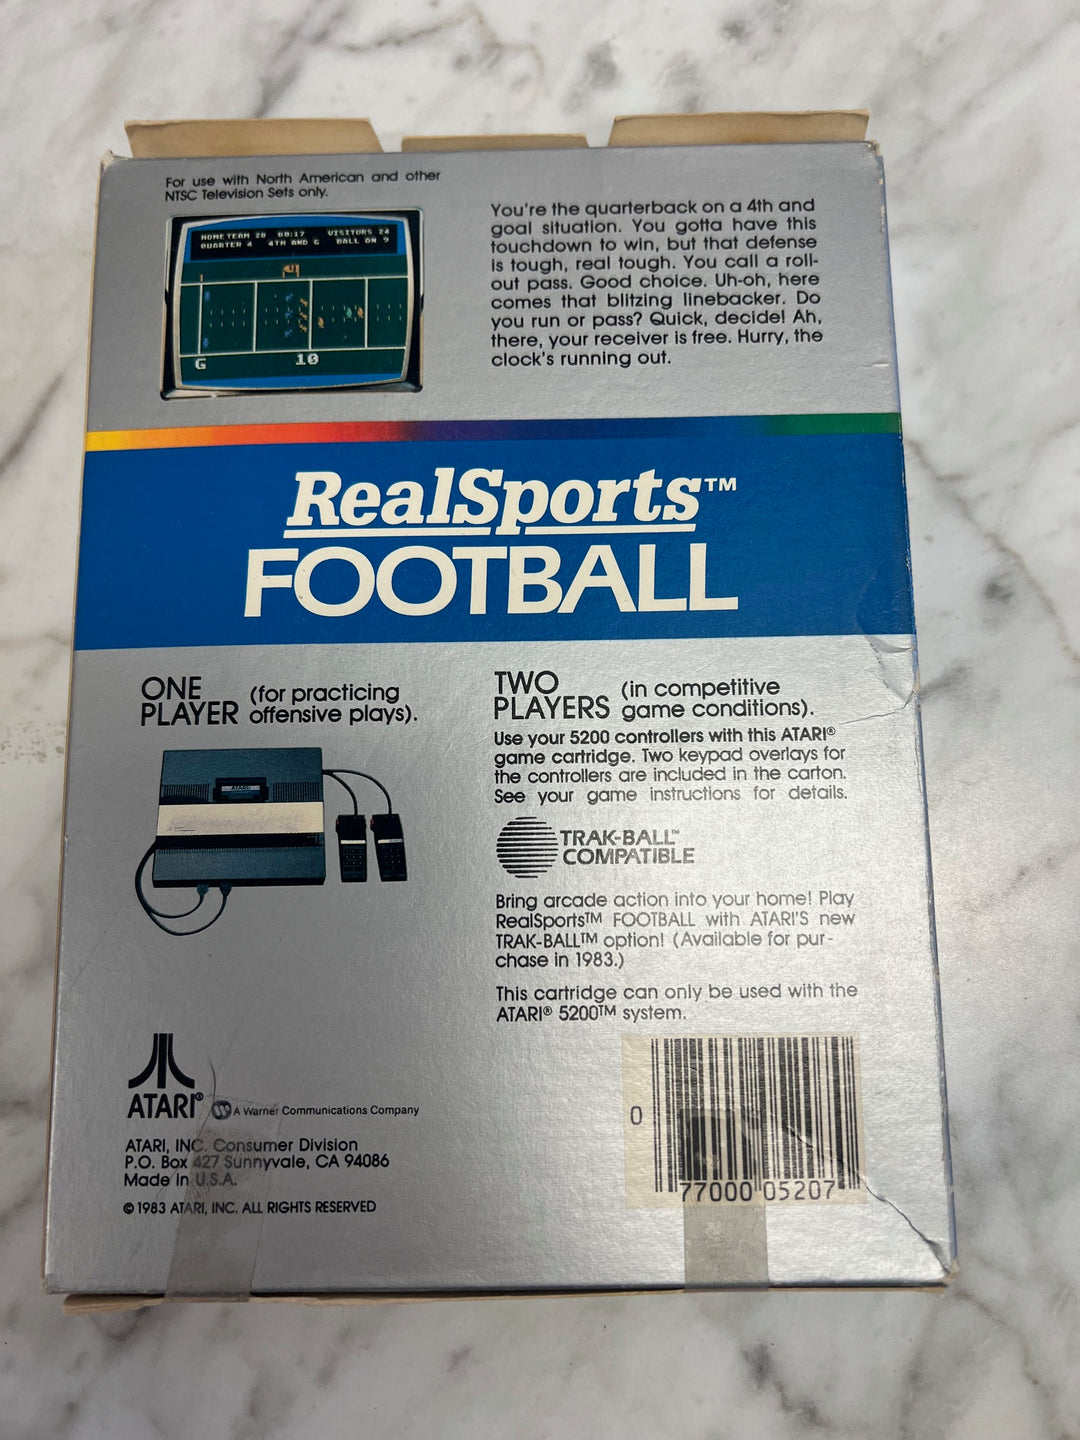 For use with North American and other
NTSC Television Sets only.
HOME TEAM 20 00:17 VISITORS 24
QUARTER 4 4TH AND G BALL ON 9
G 10
You're the quarterback on a 4th and
goal situation. You gotta have this
touchdown to win, but that defense
is tough, real tough. You call a roll-
out pass. Good choice. Uh-oh, here
comes that blitzing linebacker. Do
you run or pass? Quick, decide! Ah,
there, your receiver is free. Hurry, the
clock's running out.
RealSports™
FOOTBALL
ONE
PLAYER (for practicing
offensive plays).
TWO
PLAYERS (in competitive
game conditions).
Use your 5200 controllers with this ATARI®
game cartridge. Two keypad overlays for
the controllers are included in the carton.
See your game instructions for details.
ATARI
TRAK-BALL™
COMPATIBLE
Bring arcade action into your home! Play
RealSports™ FOOTBALL with ATARI'S new
TRAK-BALL™ option! (Available for pur-
chase in 1983.)
This cartridge can only be used with the
ATARI® 5200™ system.
ATARI® A Warner Communications Company
ATARI, INC. Consumer Division
P.O. Box 427 Sunnyvale, CA 94086
Made in U.S.A.
© 1983 ATARI, INC. ALL RIGHTS RESERVED
0 77000 05207